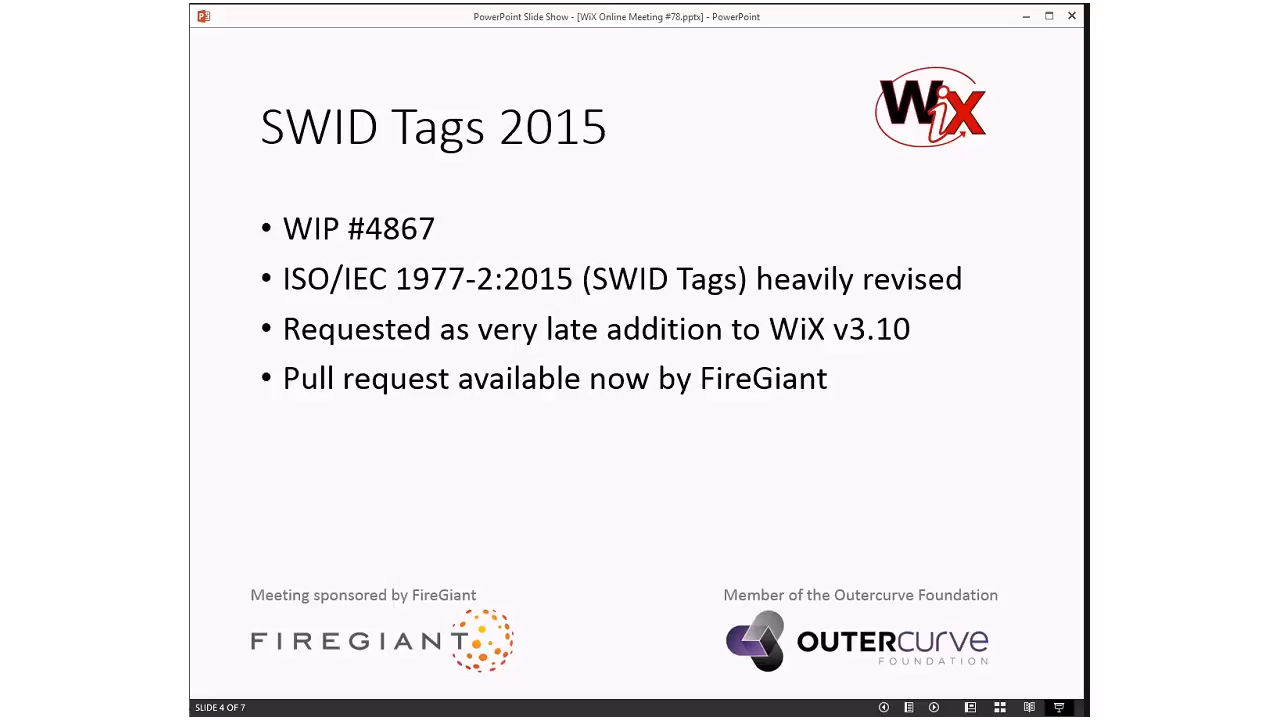 PowerPoint Slide Show - [WiX Online Meeting #78.pptx] - PowerPoint
WiX
SWID Tags 2015
• WIP #4867
• ISO/IEC 1977-2:2015 (SWID Tags) heavily revised
• Requested as very late addition to WiX v3.10
• Pull request available now by FireGiant
Meeting sponsored by FireGiant
FIREGIANT
Member of the Outercurve Foundation
OUTERCURVE
FOUNDATION
SLIDE 4 OF 7